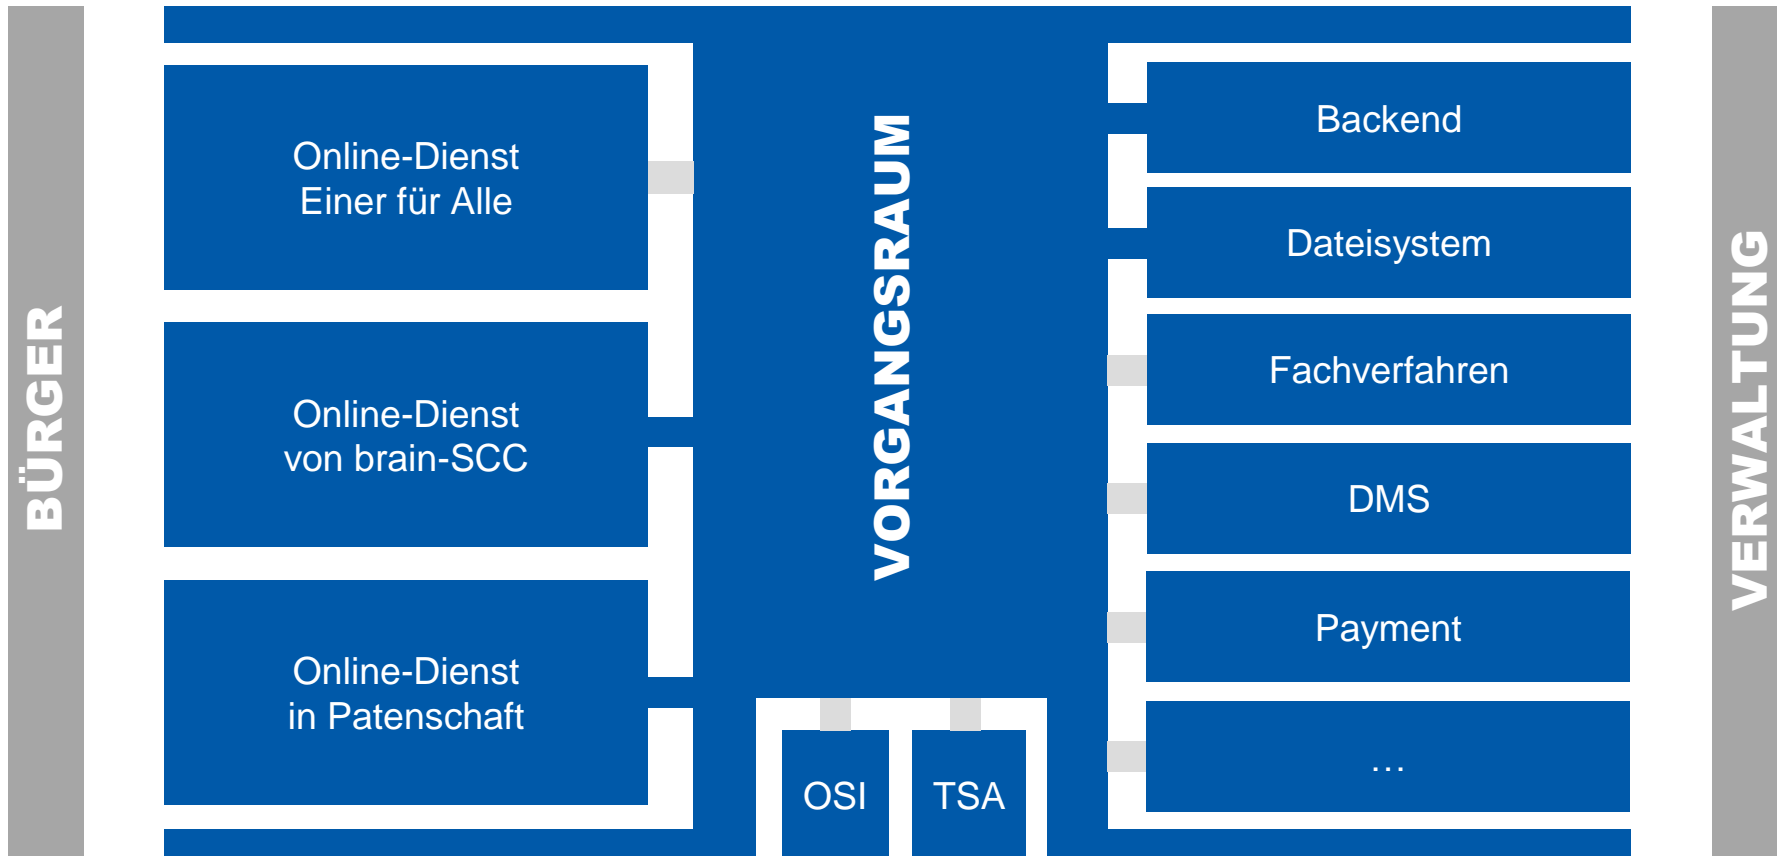 BÜRGER
Online-Dienst
Einer für Alle
Online-Dienst
von brain-SCC
Online-Dienst
in Patenschaft
VORGANGSRAUM
OSI
TSA
Backend
Dateisystem
Fachverfahren
DMS
Payment
…
VERWALTUNG